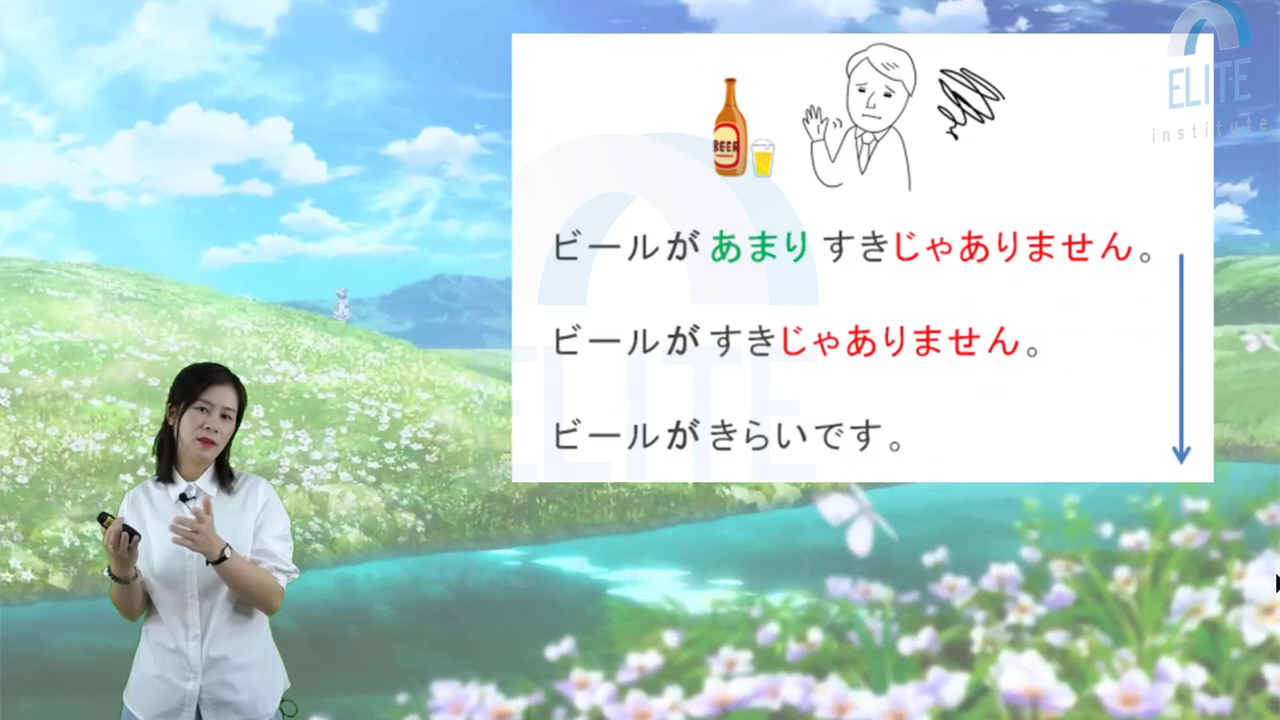 ELITE
institute
BEER
ビールが あまり すきじゃありません。
ビールが すきじゃありません。
ビールが きらいです。
ELITE